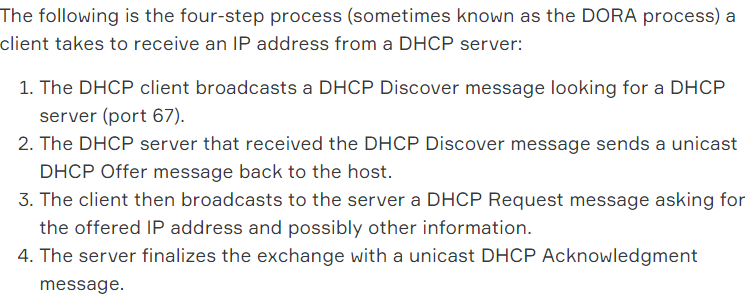 The following is the four-step process (sometimes known as the DORA process) a
client takes to receive an IP address from a DHCP server:
1. The DHCP client broadcasts a DHCP Discover message looking for a DHCP
server (port 67).
2. The DHCP server that received the DHCP Discover message sends a unicast
DHCP Offer message back to the host.
3. The client then broadcasts to the server a DHCP Request message asking for
the offered IP address and possibly other information.
4. The server finalizes the exchange with a unicast DHCP Acknowledgment
message.